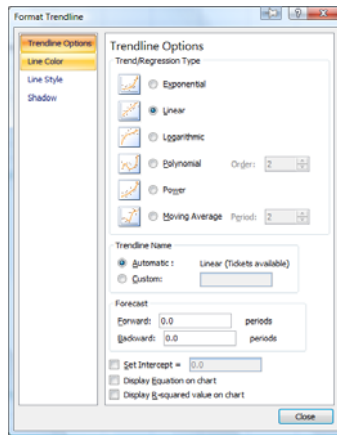 Format Trendline
Trendline Options
Line Color
Line Style
Shadow
Trendline Options
Trend/Regression Type
Exponential
Linear
Logarithmic
Polynomial Order: 2
Power
Moving Average Period: 2
Trendline Name
Automatic : Linear (Tickets available)
Custom:
Forecast
Forward: 0.0 periods
Backward: 0.0 periods
Set Intercept = 0.0
Display Equation on chart
Display R-squared value on chart
Close